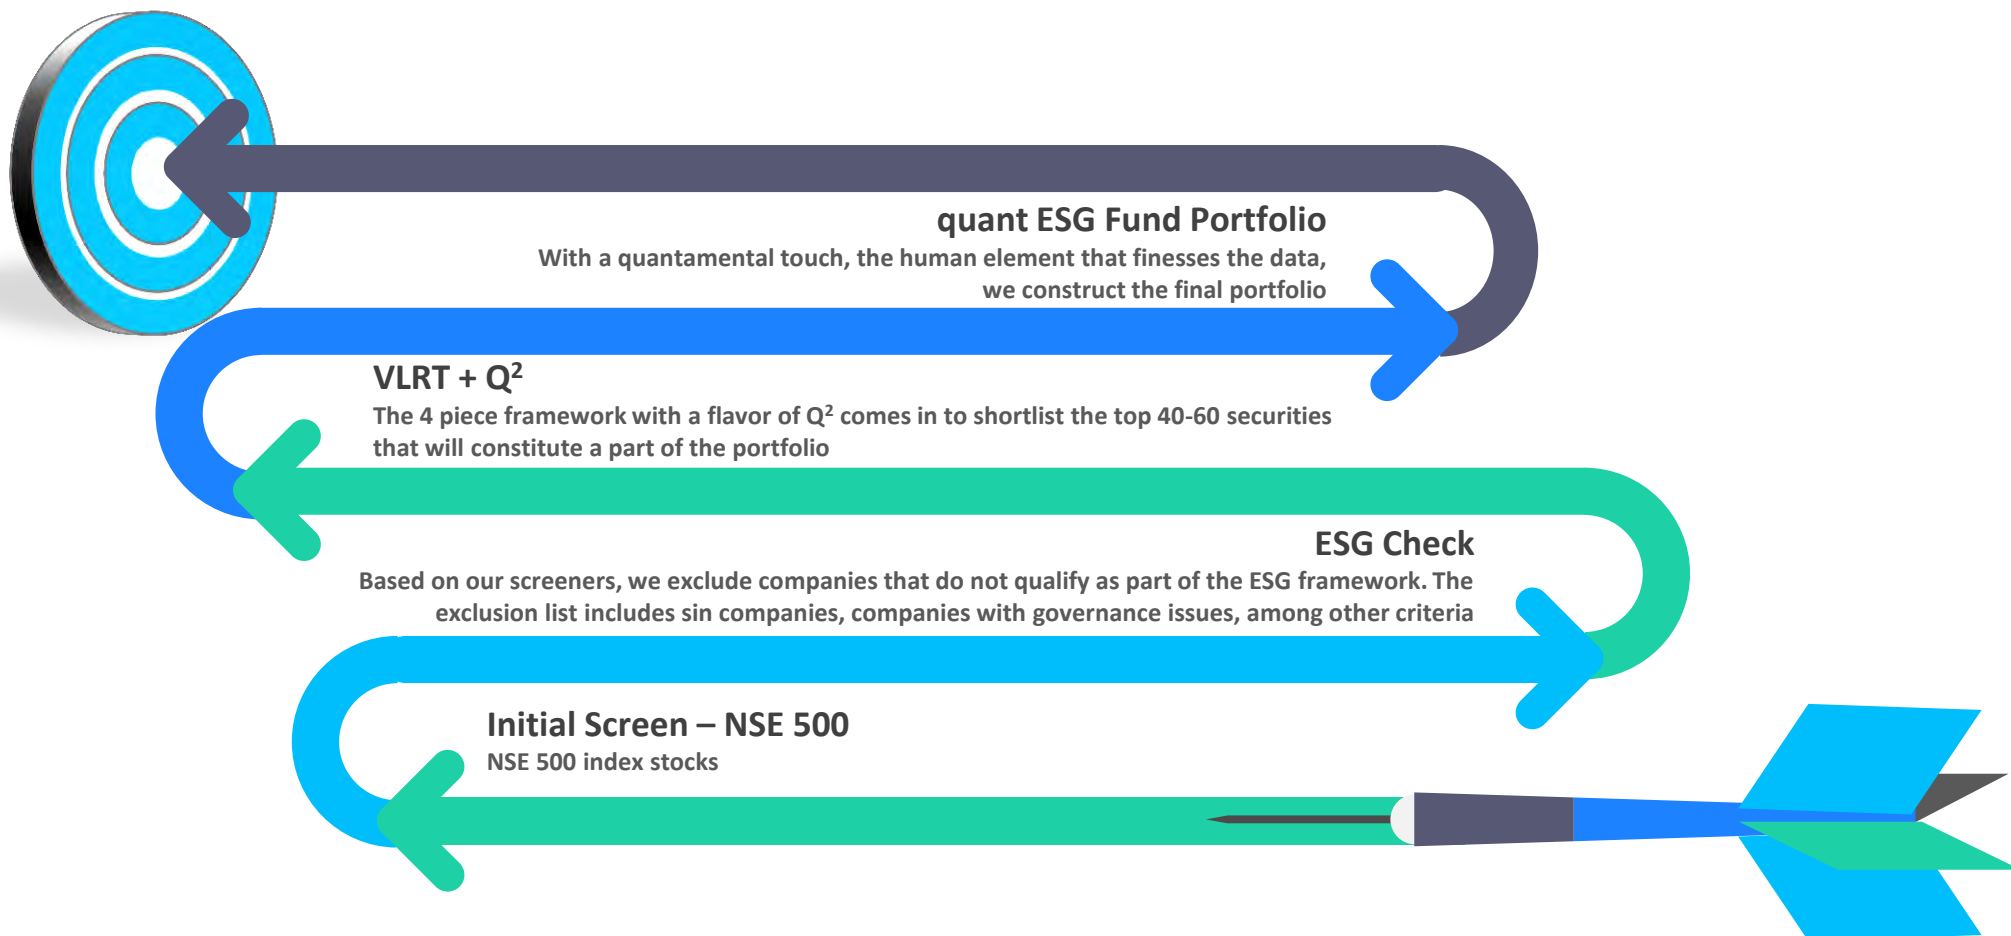 quant ESG Fund Portfolio
With a quantamental touch, the human element that finesses the data,
we construct the final portfolio
VLRT + Q²
The 4 piece framework with a flavor of Q² comes in to shortlist the top 40-60 securities
that will constitute a part of the portfolio
ESG Check
Based on our screeners, we exclude companies that do not qualify as part of the ESG framework. The
exclusion list includes sin companies, companies with governance issues, among other criteria
Initial Screen – NSE 500
NSE 500 index stocks